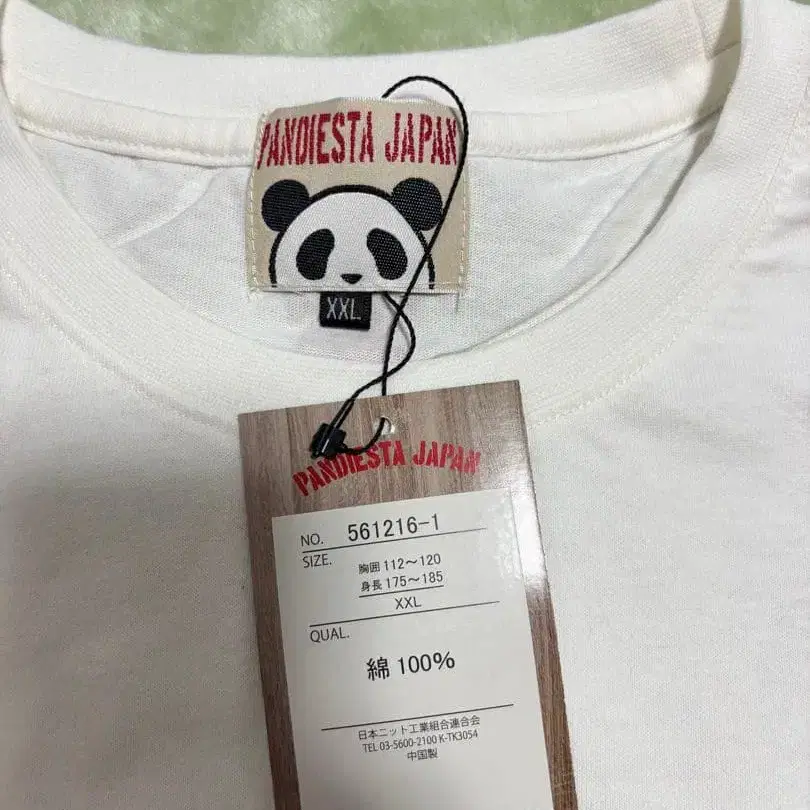 PANDIESTA JAPAN
XXL
PANDIESTA JAPAN
NO. 561216-1
SIZE. 胸囲 112～120
身長 175～185
XXL
QUAL.
綿 100%
日本ニット工業組合連合会
TEL 03-5600-2100 K-TK3054
中国製